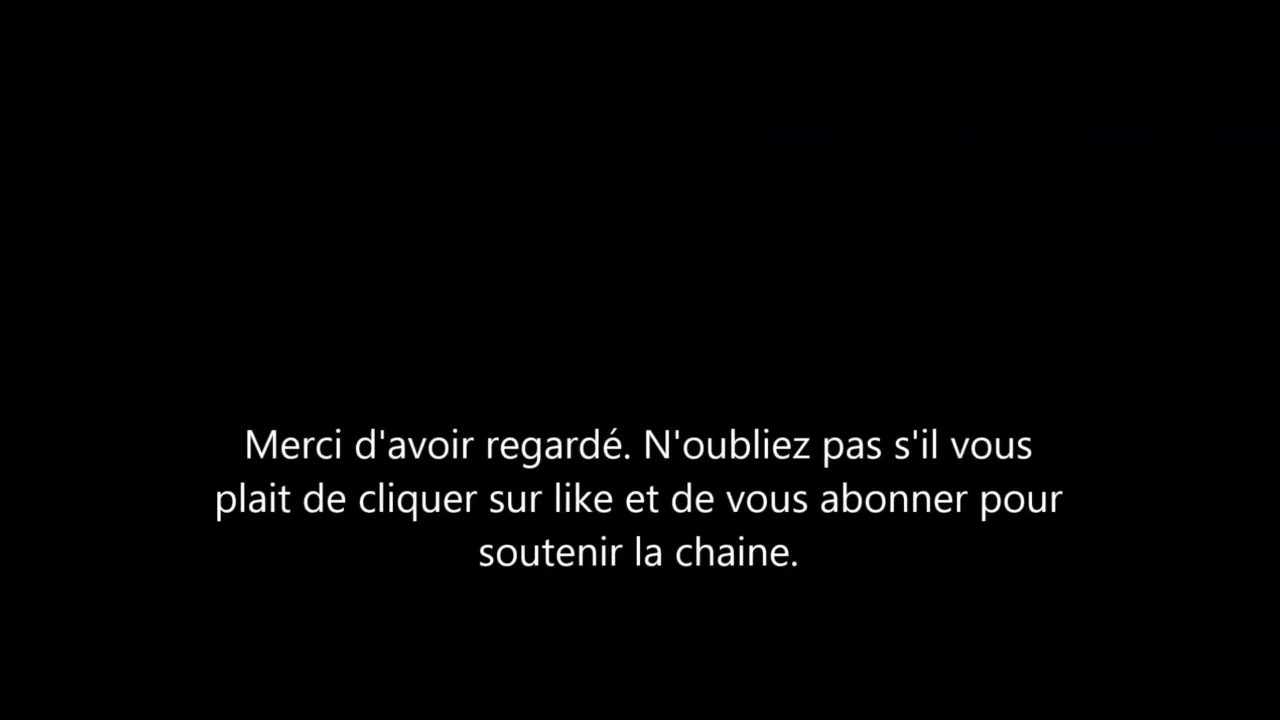 Merci d'avoir regardé. N'oubliez pas s'il vous
plait de cliquer sur like et de vous abonner pour
soutenir la chaine.